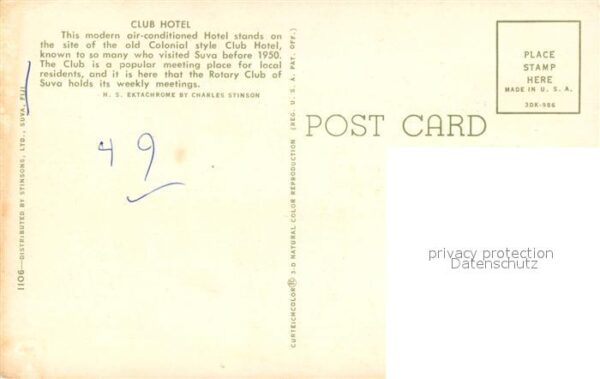 CLUB HOTEL
This modern air-conditioned Hotel stands on
the site of the old Colonial style Club Hotel,
known to so many who visited Suva before 1950.
The Club is a popular meeting place for local
residents, and it is here that the Rotary Club of
Suva holds its weekly meetings.
H. S. EKTACHROME BY CHARLES STINSON
1106—DISTRIBUTED BY STINSONS, LTD., SUVA, FIJI
4 9
CURTEICHCOLOR® 3-D NATURAL COLOR REPRODUCTION (REG. U. S. A. PAT. OFF.)
POST CARD
PLACE
STAMP
HERE
MADE IN U. S. A.
3DK-986
privacy protection
Datenschutz